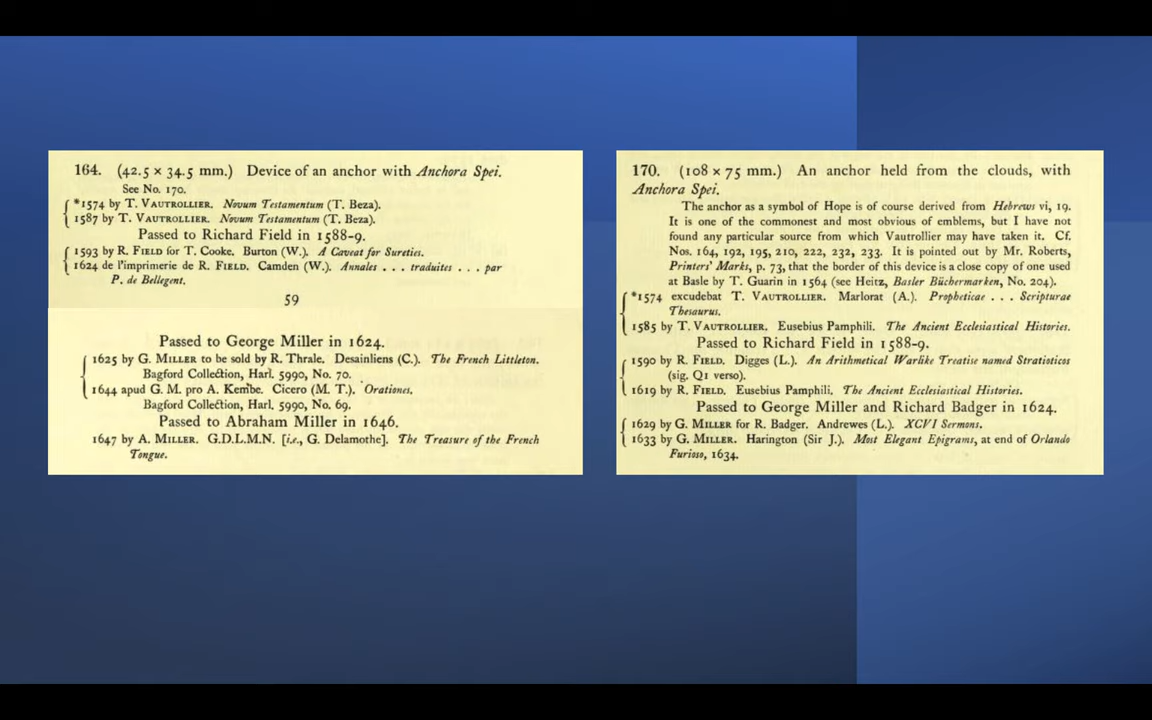 164. (42.5 × 34.5 mm.) Device of an anchor with Anchora Spei.
See No. 170.
*1574 by T. VAUTROLLIER. Novum Testamentum (T. Beza).
1587 by T. VAUTROLLIER. Novum Testamentum (T. Beza).
Passed to Richard Field in 1588-9.
1593 by R. FIELD for T. Cooke. Burton (W.). A Caveat for Sureties.
1624 de l'imprimerie de R. FIELD. Camden (W.). Annales . . . traduites . . . par
P. de Bellegent.
59
Passed to George Miller in 1624.
1625 by G. MILLER to be sold by R. Thrale. Desainliens (C.). The French Littleton.
Bagford Collection, Harl. 5990, No. 70.
1644 apud G. M. pro A. Kembe. Cicero (M. T.). Orationes.
Bagford Collection, Harl. 5990, No. 69.
Passed to Abraham Miller in 1646.
1647 by A. MILLER. G.D.L.M.N. [i.e., G. Delamothe]. The Treasure of the French
Tongue.
170. (108 × 75 mm.) An anchor held from the clouds, with
Anchora Spei.
The anchor as a symbol of Hope is of course derived from Hebrews vi, 19.
It is one of the commonest and most obvious of emblems, but I have not
found any particular source from which Vautrollier may have taken it. Cf.
Nos. 164, 192, 195, 210, 222, 232, 233. It is pointed out by Mr. Roberts,
Printers' Marks, p. 73, that the border of this device is a close copy of one used
at Basle by T. Guarin in 1564 (see Heitz, Basler Büchermarken, No. 204).
*1574 excudebat T. VAUTROLLIER. Marlorat (A.). Propheticae . . . Scripturae
Thesaurus.
1585 by T. VAUTROLLIER. Eusebius Pamphili. The Ancient Ecclesiastical Histories.
Passed to Richard Field in 1588-9.
1590 by R. FIELD. Digges (L.). An Arithmetical Warlike Treatise named Stratioticos
(sig. Q1 verso).
1619 by R. FIELD. Eusebius Pamphili. The Ancient Ecclesiastical Histories.
Passed to George Miller and Richard Badger in 1624.
1629 by G. MILLER for R. Badger. Andrewes (L.). XCVI Sermons.
1633 by G. MILLER. Harington (Sir J.). Most Elegant Epigrams, at end of Orlando
Furioso, 1634.